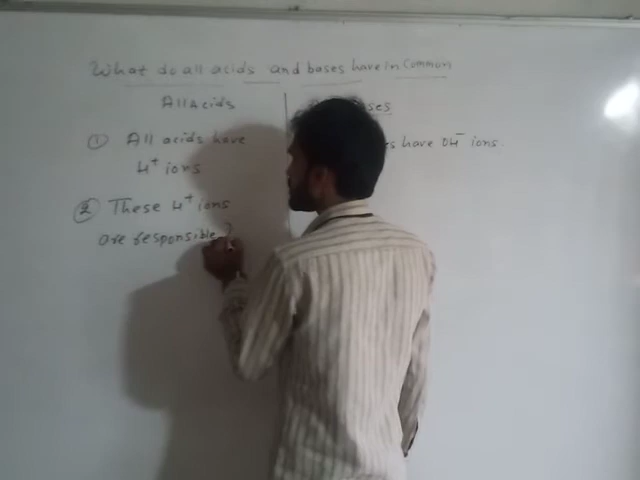 What do all acids and bases have in Common
All Acids
ses
① All acids have
H⁺ ions
s have OH⁻ ions.
② These H⁺ ions
are responsible